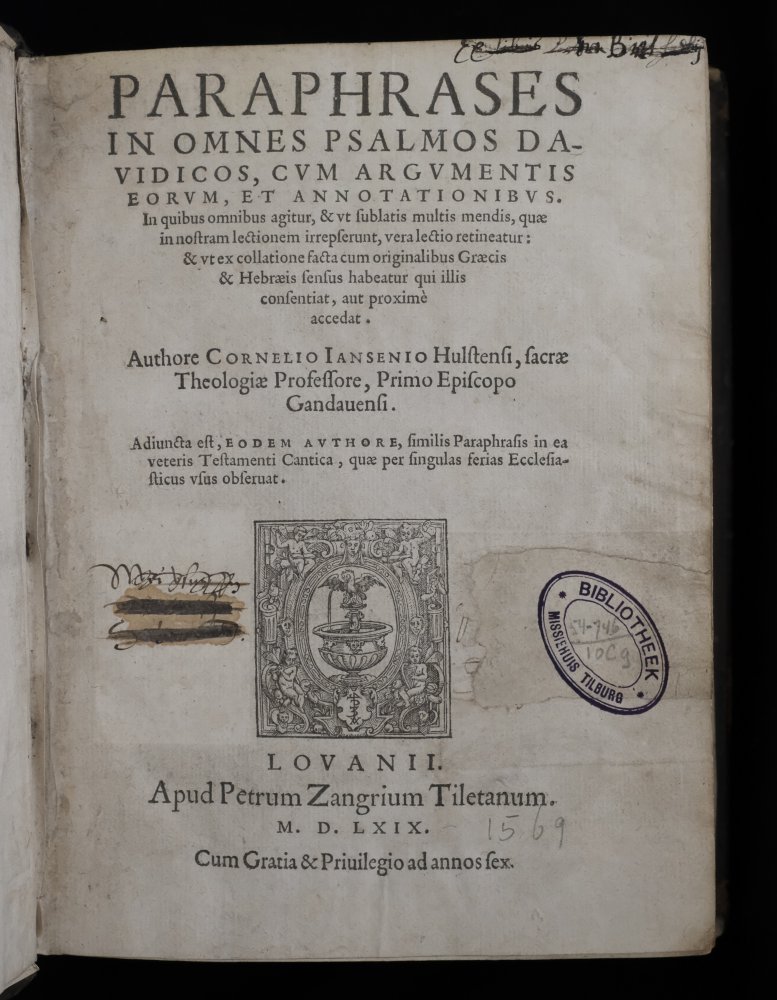 PARAPHRASES
IN OMNES PSALMOS DA-
VIDICOS, CVM ARGVMENTIS
EORVM, ET ANNOTATIONIBVS.
In quibus omnibus agitur, & vt ſublatis multis mendis, quæ
in noſtram lectionem irrepſerunt, vera lectio retineatur:
& vt ex collatione facta cum originalibus Græcis
& Hebræis ſenſus habeatur qui illis
conſentiat, aut proximè
accedat.
Authore CORNELIO IANSENIO Hulſtenſi, ſacræ
Theologiæ Profeſſore, Primo Epiſcopo
Gandauenſi.
Adiuncta eſt, EODEM AVTHORE, ſimilis Paraphraſis in ea
veteris Teſtamenti Cantica, quæ per ſingulas ferias Eccleſia-
ſticus vſus obſeruat.
* BIBLIOTHEEK *
MISSIEHUIS TILBURG
54-746
10C9
LOVANII.
Apud Petrum Zangrium Tiletanum.
M. D. LXIX.
1569
Cum Gratia & Priuilegio ad annos ſex.